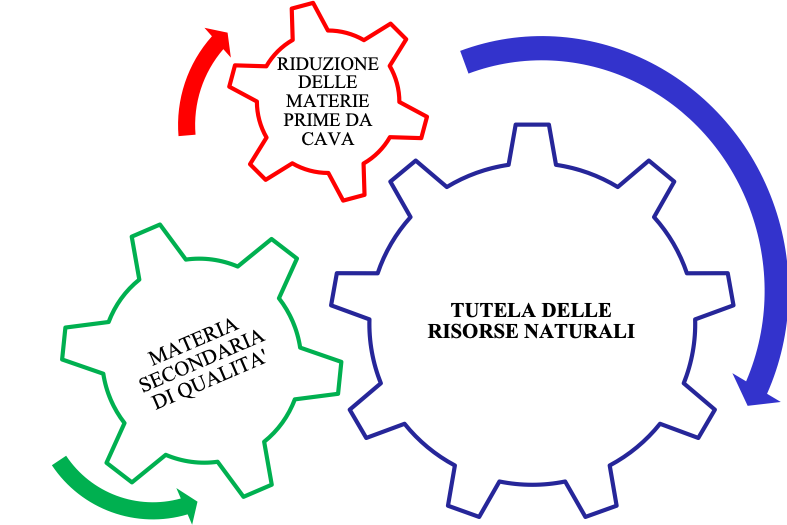 RIDUZIONE
DELLE
MATERIE
PRIME DA
CAVA
TUTELA DELLE
RISORSE NATURALI
MATERIA
SECONDARIA
DI QUALITA'